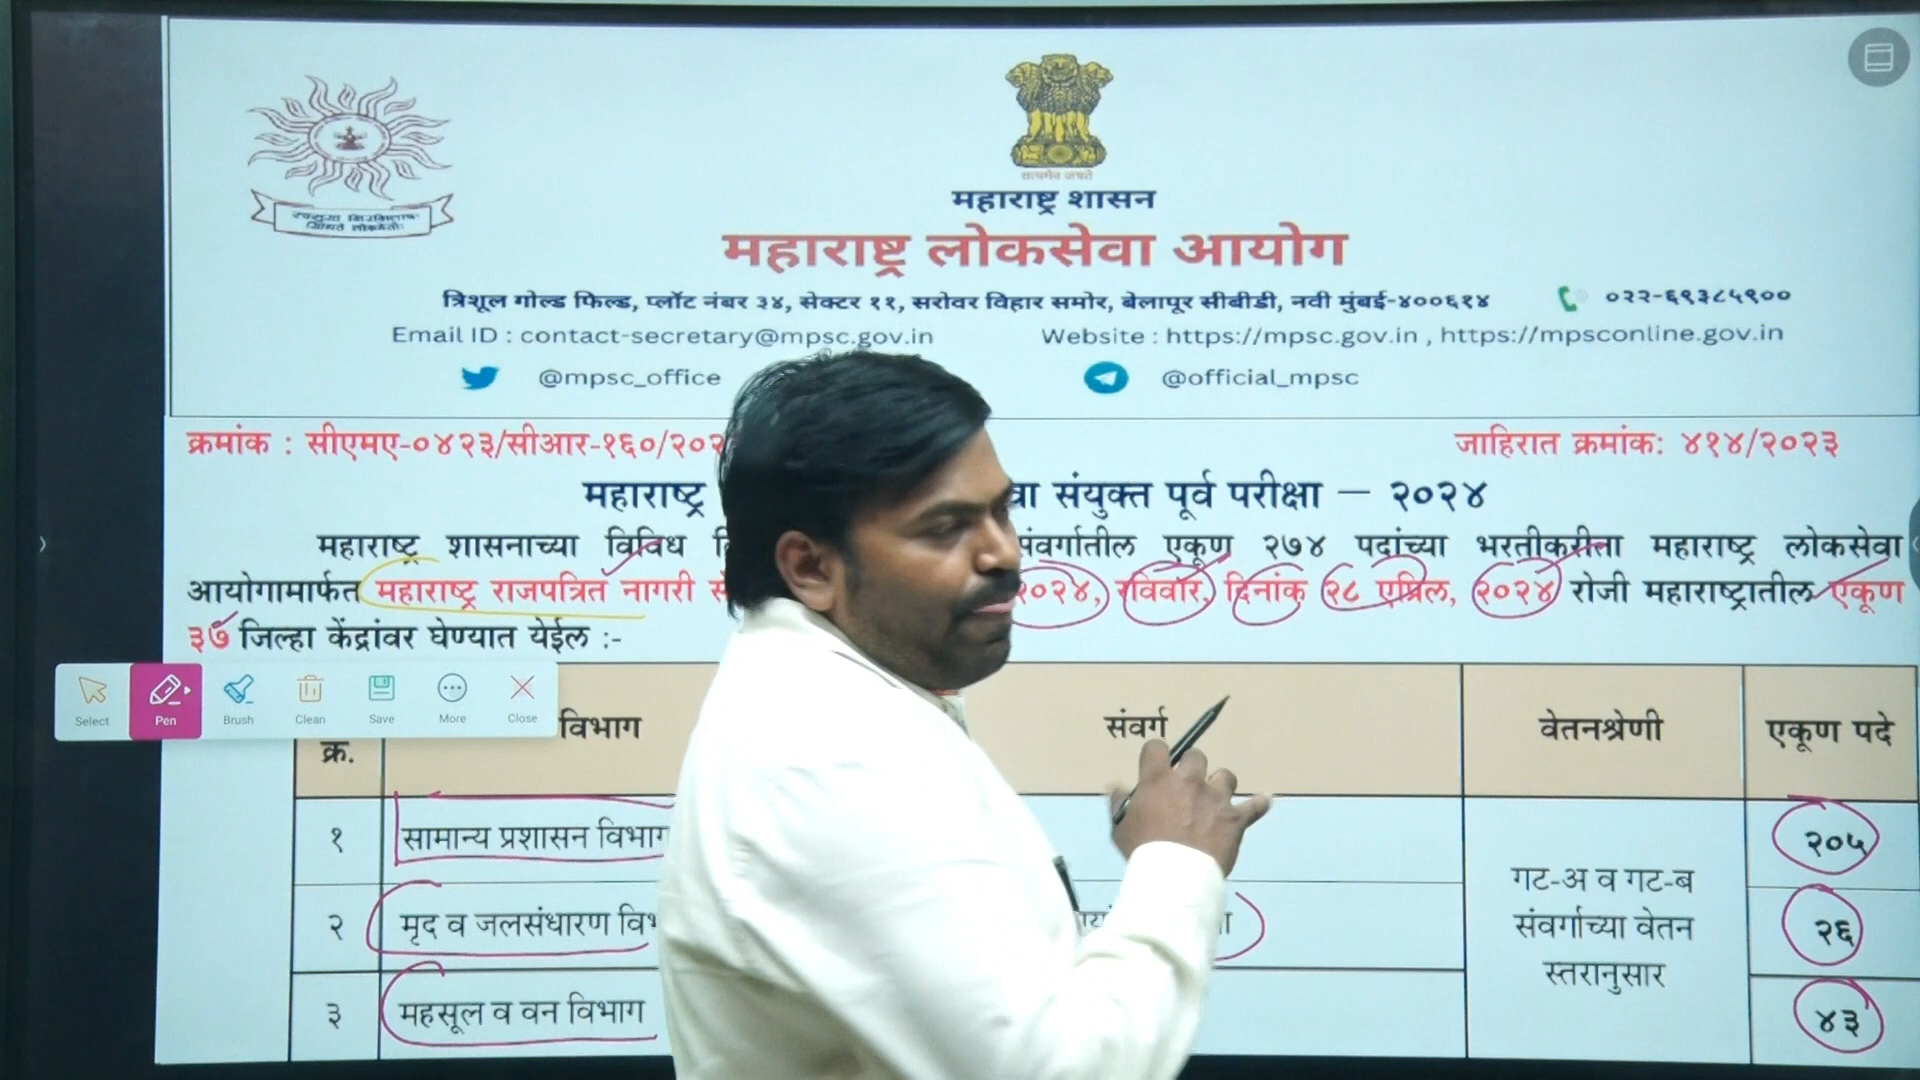 सत्यमेव जयते
महाराष्ट्र शासन
महाराष्ट्र लोकसेवा आयोग
त्रिशूल गोल्ड फिल्ड, प्लॉट नंबर ३४, सेक्टर ११, सरोवर विहार समोर, बेलापूर सीबीडी, नवी मुंबई-४००६१४ ०२२-६९३८५९००
Email ID : contact-secretary@mpsc.gov.in Website : https://mpsc.gov.in , https://mpsconline.gov.in
@mpsc_office @official_mpsc
क्रमांक : सीएमए-०४२३/सीआर-१६०/२०२ जाहिरात क्रमांक: ४१४/२०२३
महाराष्ट्र वा संयुक्त पूर्व परीक्षा – २०२४
महाराष्ट्र शासनाच्या विविध संवर्गातील एकूण २७४ पदांच्या भरतीकरीता महाराष्ट्र लोकसेवा
आयोगामार्फत महाराष्ट्र राजपत्रित नागरी से २०२४, रविवार, दिनांक २८ एप्रिल, २०२४ रोजी महाराष्ट्रातील एकूण
३७ जिल्हा केंद्रांवर घेण्यात येईल :-
Select Pen Brush Clean Save More Close
क्र. विभाग संवर्ग वेतनश्रेणी एकूण पदे
१ सामान्य प्रशासन विभाग २०५
गट-अ व गट-ब
२ मृद व जलसंधारण वि संवर्गाच्या वेतन २६
स्तरानुसार
३ महसूल व वन विभाग ४३